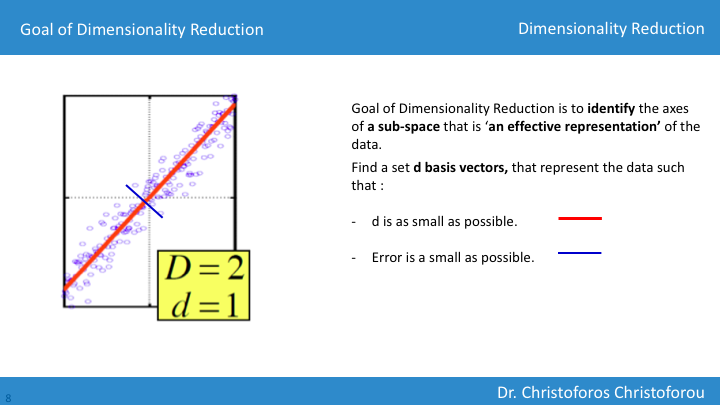 Goal of Dimensionality Reduction
Dimensionality Reduction
Goal of Dimensionality Reduction is to identify the axes
of a sub-space that is ‘an effective representation’ of the
data.
Find a set d basis vectors, that represent the data such
that :
- d is as small as possible.
- Error is a small as possible.
D = 2
d = 1
8
Dr. Christoforos Christoforou